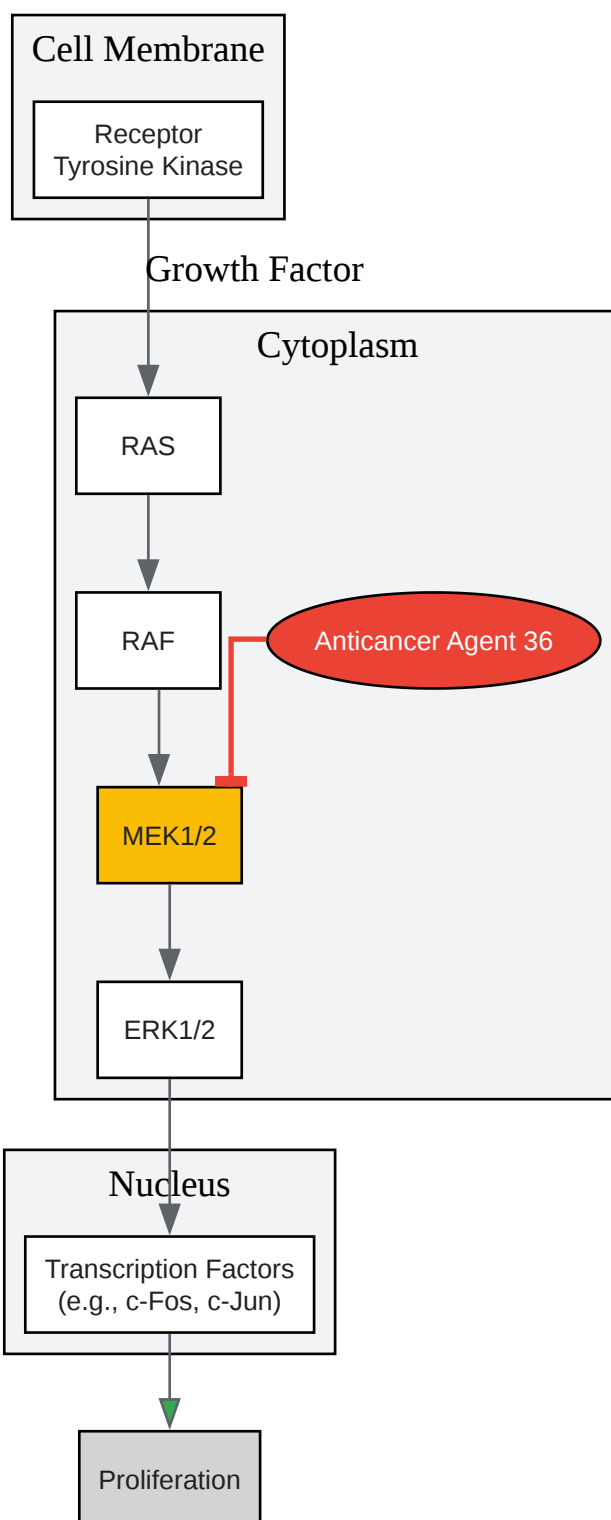 Cell Membrane
Receptor
Tyrosine Kinase
Growth Factor
Cytoplasm
RAS
RAF
Anticancer Agent 36
MEK1/2
ERK1/2
Nucleus
Transcription Factors
(e.g., c-Fos, c-Jun)
Proliferation